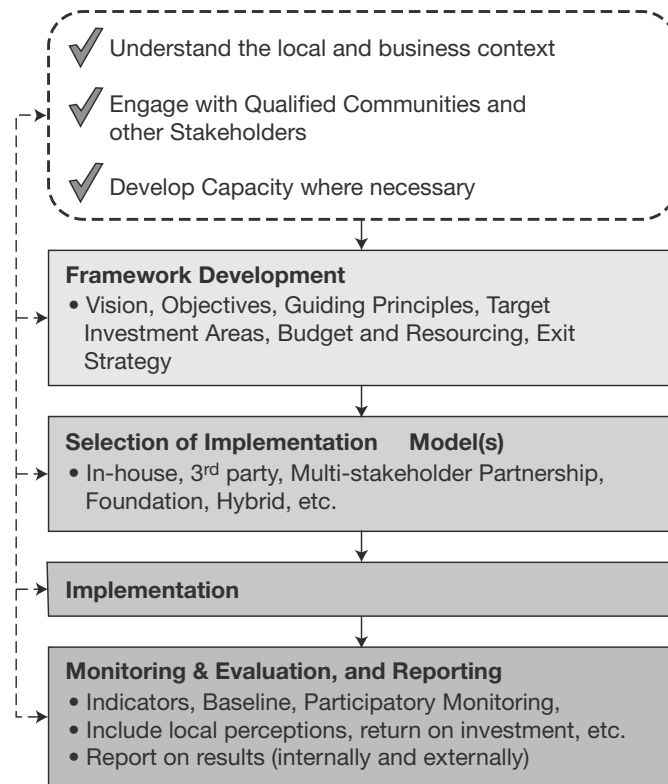 Understand the local and business context
Engage with Qualified Communities and
other Stakeholders
Develop Capacity where necessary
Framework Development
• Vision, Objectives, Guiding Principles, Target
Investment Areas, Budget and Resourcing, Exit
Strategy
Selection of Implementation Model(s)
• In-house, 3rd party, Multi-stakeholder Partnership,
Foundation, Hybrid, etc.
Implementation
Monitoring & Evaluation, and Reporting
• Indicators, Baseline, Participatory Monitoring,
• Include local perceptions, return on investment, etc.
• Report on results (internally and externally)